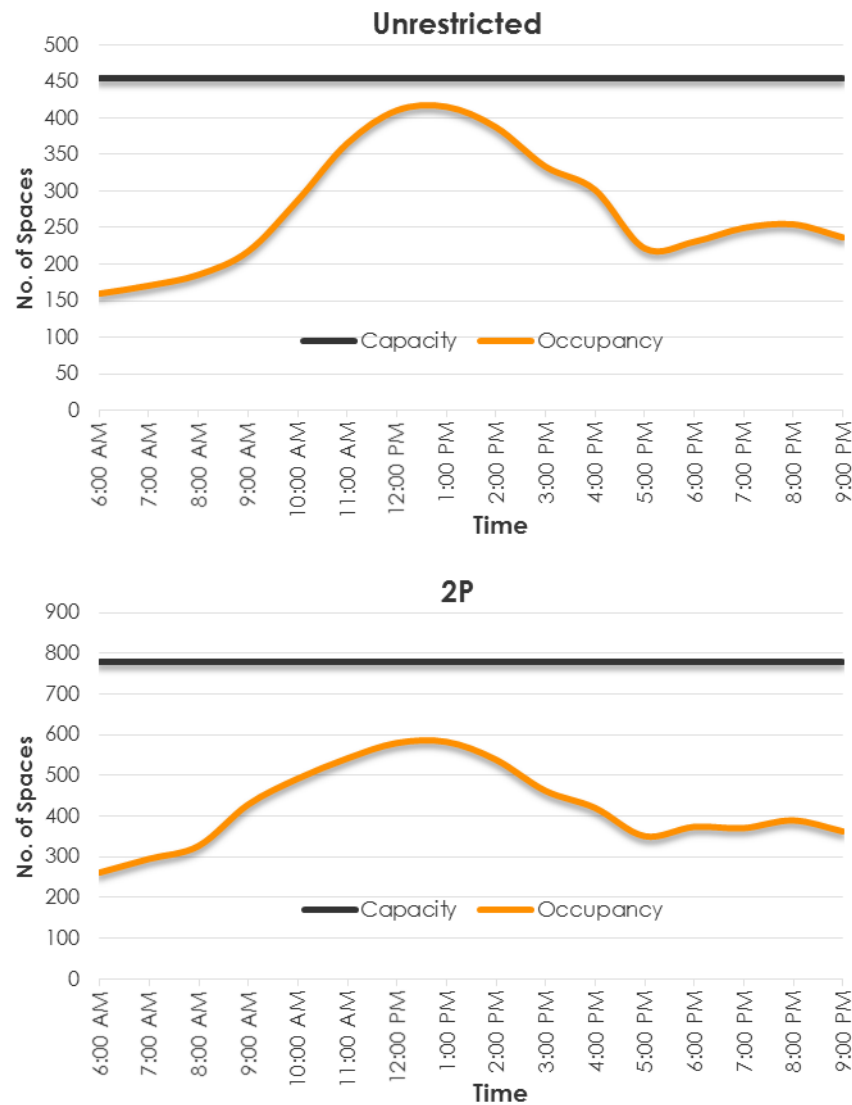 Unrestricted
500
450
400
350
300
250
200
150
100
50
0
No. of Spaces
Capacity Occupancy
6:00 AM 7:00 AM 8:00 AM 9:00 AM 10:00 AM 11:00 AM 12:00 PM 1:00 PM 2:00 PM 3:00 PM 4:00 PM 5:00 PM 6:00 PM 7:00 PM 8:00 PM 9:00 PM
Time
2P
900
800
700
600
500
400
300
200
100
0
No. of Spaces
Capacity Occupancy
6:00 AM 7:00 AM 8:00 AM 9:00 AM 10:00 AM 11:00 AM 12:00 PM 1:00 PM 2:00 PM 3:00 PM 4:00 PM 5:00 PM 6:00 PM 7:00 PM 8:00 PM 9:00 PM
Time